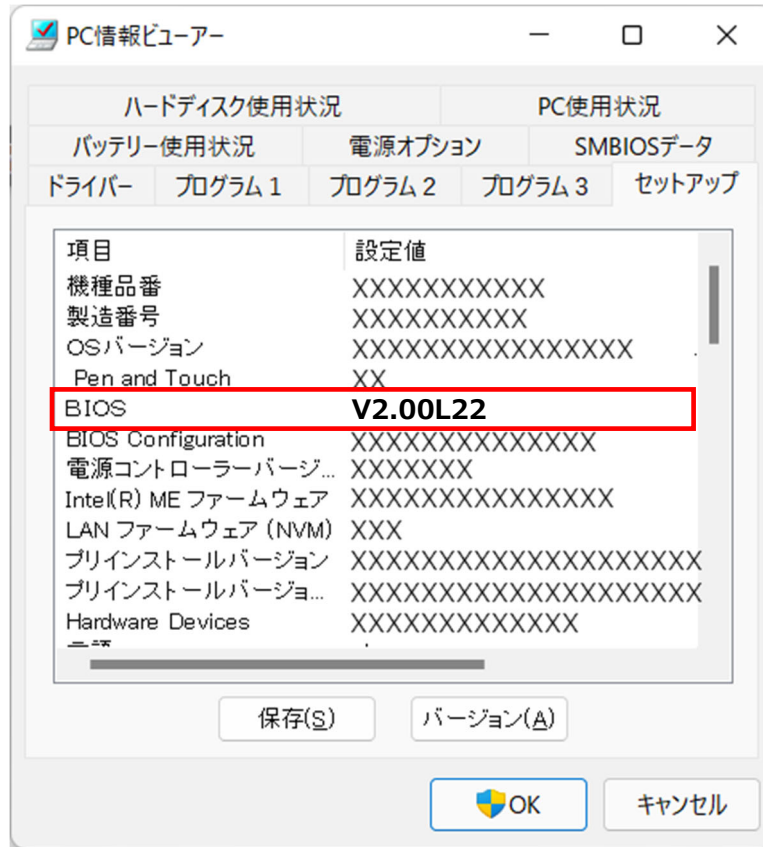 PC情報ビューアー
ハードディスク使用状況 PC使用状況
バッテリー使用状況 電源オプション SMBIOSデータ
ドライバー プログラム 1 プログラム 2 プログラム 3 セットアップ
項目 設定値
機種品番 XXXXXXXXXXX
製造番号 XXXXXXXXXX
OSバージョン XXXXXXXXXXXXXXXX
Pen and Touch XX
BIOS V2.00L22
BIOS Configuration XXXXXXXXXXXXXX
電源コントローラーバージ... XXXXXXX
Intel(R) ME ファームウェア XXXXXXXXXXXXXXX
LAN ファームウェア (NVM) XXX
プリインストールバージョン XXXXXXXXXXXXXXXXXXXX
プリインストールバージョ... XXXXXXXXXXXXXXXXXXXX
Hardware Devices XXXXXXXXXXXXX
保存(S) バージョン(A)
OK キャンセル